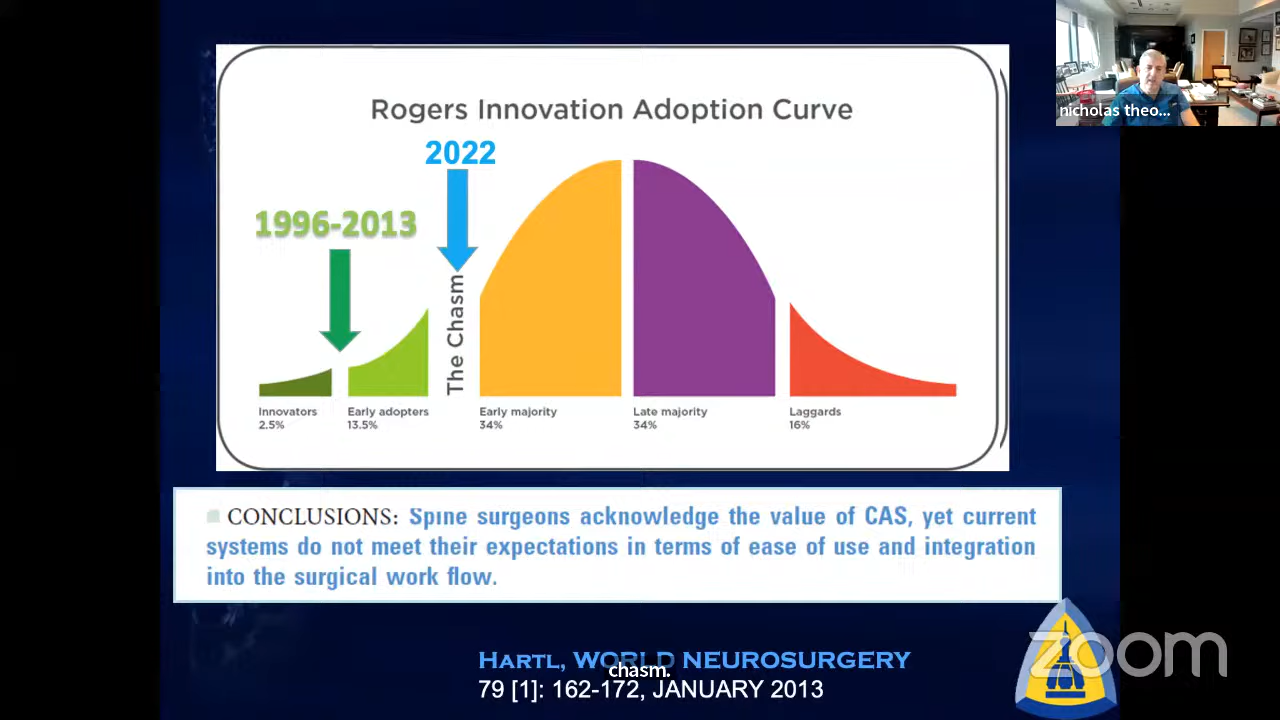 nicholas theo...
Rogers Innovation Adoption Curve
2022
1996-2013
The Chasm
Innovators
2.5%
Early adopters
13.5%
Early majority
34%
Late majority
34%
Laggards
16%
CONCLUSIONS: Spine surgeons acknowledge the value of CAS, yet current
systems do not meet their expectations in terms of ease of use and integration
into the surgical work flow.
HARTL, WORLD NEUROSURGERY
79 [1]: 162-172, JANUARY 2013
chasm.
zoom